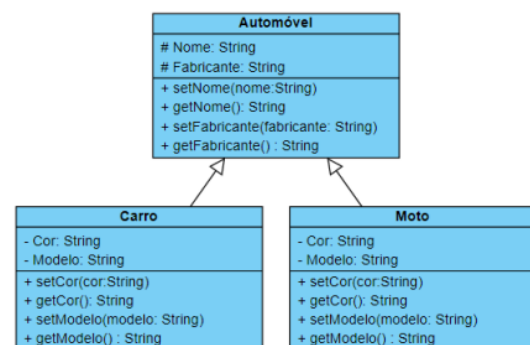 Automóvel
# Nome: String
# Fabricante: String
+ setNome(nome:String)
+ getNome(): String
+ setFabricante(fabricante: String)
+ getFabricante() : String
Carro
- Cor: String
- Modelo: String
+ setCor(cor:String)
+ getCor(): String
+ setModelo(modelo: String)
+ getModelo() : String
Moto
- Cor: String
- Modelo: String
+ setCor(cor:String)
+ getCor(): String
+ setModelo(modelo: String)
+ getModelo() : String